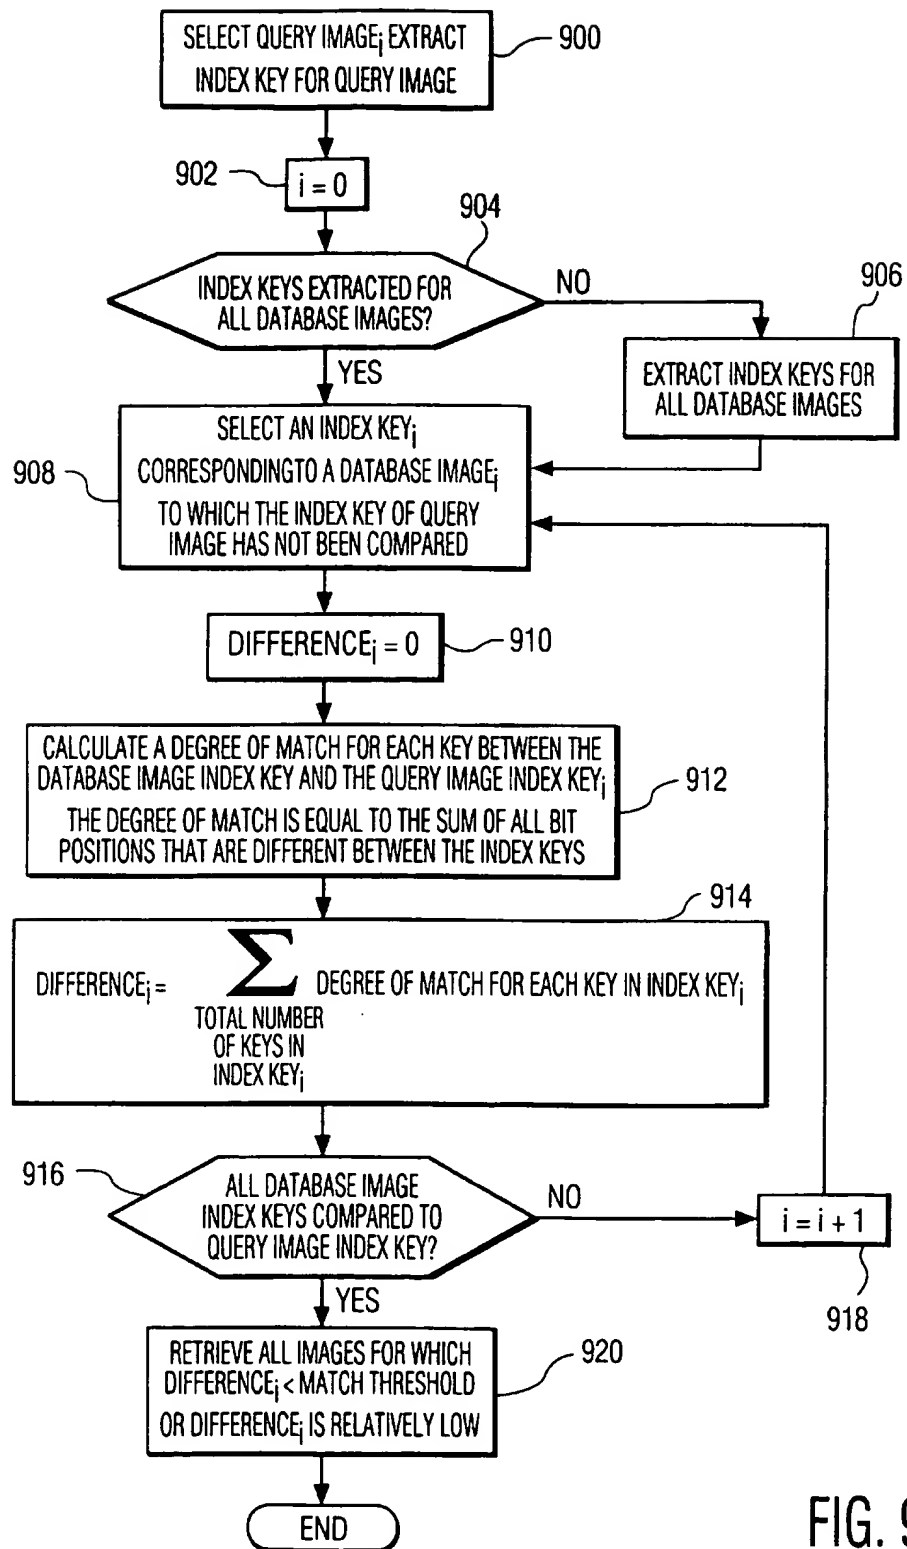 SELECT QUERY IMAGEⱼ EXTRACT
INDEX KEY FOR QUERY IMAGE
900
902
i = 0
904
INDEX KEYS EXTRACTED FOR
ALL DATABASE IMAGES?
NO
906
YES
EXTRACT INDEX KEYS FOR
ALL DATABASE IMAGES
908
SELECT AN INDEX KEYᵢ
CORRESPONDINGTO A DATABASE IMAGEᵢ
TO WHICH THE INDEX KEY OF QUERY
IMAGE HAS NOT BEEN COMPARED
DIFFERENCEᵢ = 0
910
CALCULATE A DEGREE OF MATCH FOR EACH KEY BETWEEN THE
DATABASE IMAGE INDEX KEY AND THE QUERY IMAGE INDEX KEYᵢ
THE DEGREE OF MATCH IS EQUAL TO THE SUM OF ALL BIT
POSITIONS THAT ARE DIFFERENT BETWEEN THE INDEX KEYS
912
914
DIFFERENCEᵢ = Σ DEGREE OF MATCH FOR EACH KEY IN INDEX KEYᵢ
TOTAL NUMBER
OF KEYS IN
INDEX KEYᵢ
916
ALL DATABASE IMAGE
INDEX KEYS COMPARED TO
QUERY IMAGE INDEX KEY?
NO
i = i + 1
918
YES
RETRIEVE ALL IMAGES FOR WHICH
DIFFERENCEᵢ < MATCH THRESHOLD
OR DIFFERENCEᵢ IS RELATIVELY LOW
920
END
FIG. 9